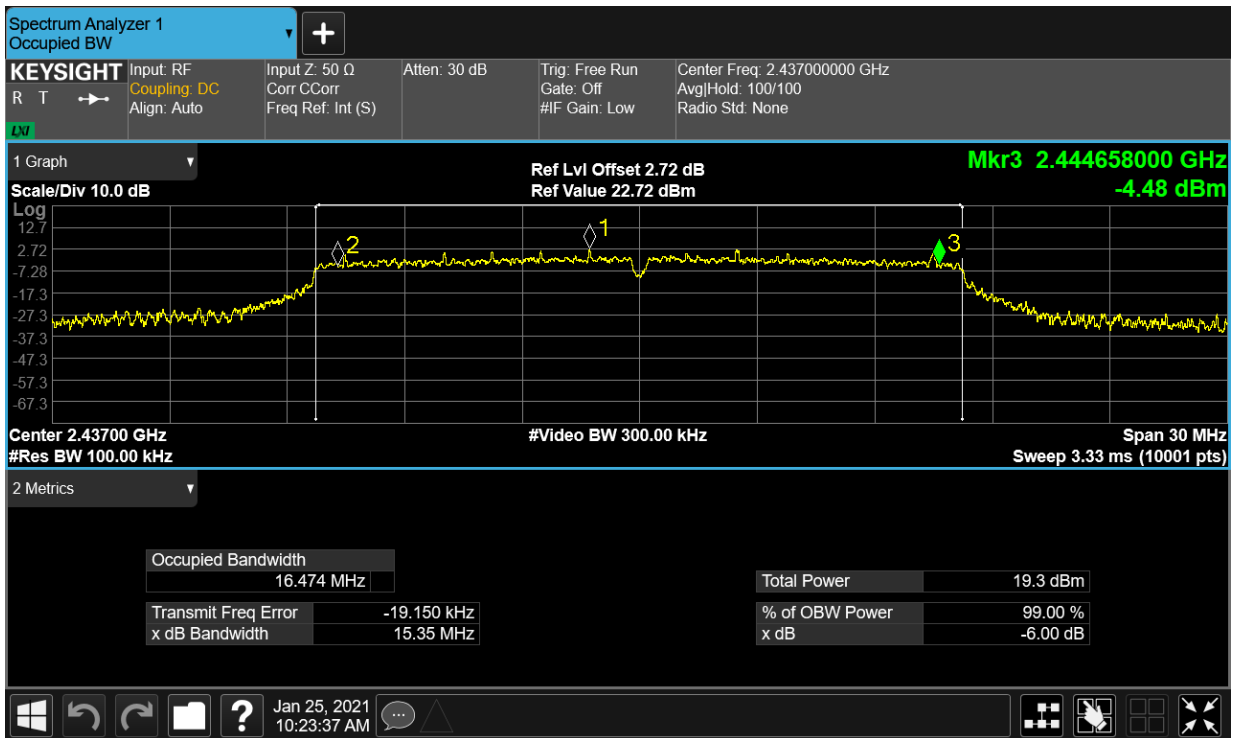 Spectrum Analyzer 1
Occupied BW
+
KEYSIGHT
R T
LXI
Input: RF
Coupling: DC
Align: Auto
Input Z: 50 Ω
Corr CCorr
Freq Ref: Int (S)
Atten: 30 dB
Trig: Free Run
Gate: Off
#IF Gain: Low
Center Freq: 2.437000000 GHz
Avg|Hold: 100/100
Radio Std: None
1 Graph
Scale/Div 10.0 dB
Ref Lvl Offset 2.72 dB
Ref Value 22.72 dBm
Mkr3 2.444658000 GHz
-4.48 dBm
Log
12.7
2.72
-7.28
-17.3
-27.3
-37.3
-47.3
-57.3
-67.3
2
1
3
Center 2.43700 GHz
#Res BW 100.00 kHz
#Video BW 300.00 kHz
Span 30 MHz
Sweep 3.33 ms (10001 pts)
2 Metrics
Occupied Bandwidth
16.474 MHz
Transmit Freq Error -19.150 kHz
x dB Bandwidth 15.35 MHz
Total Power 19.3 dBm
% of OBW Power 99.00 %
x dB -6.00 dB
?
Jan 25, 2021
10:23:37 AM